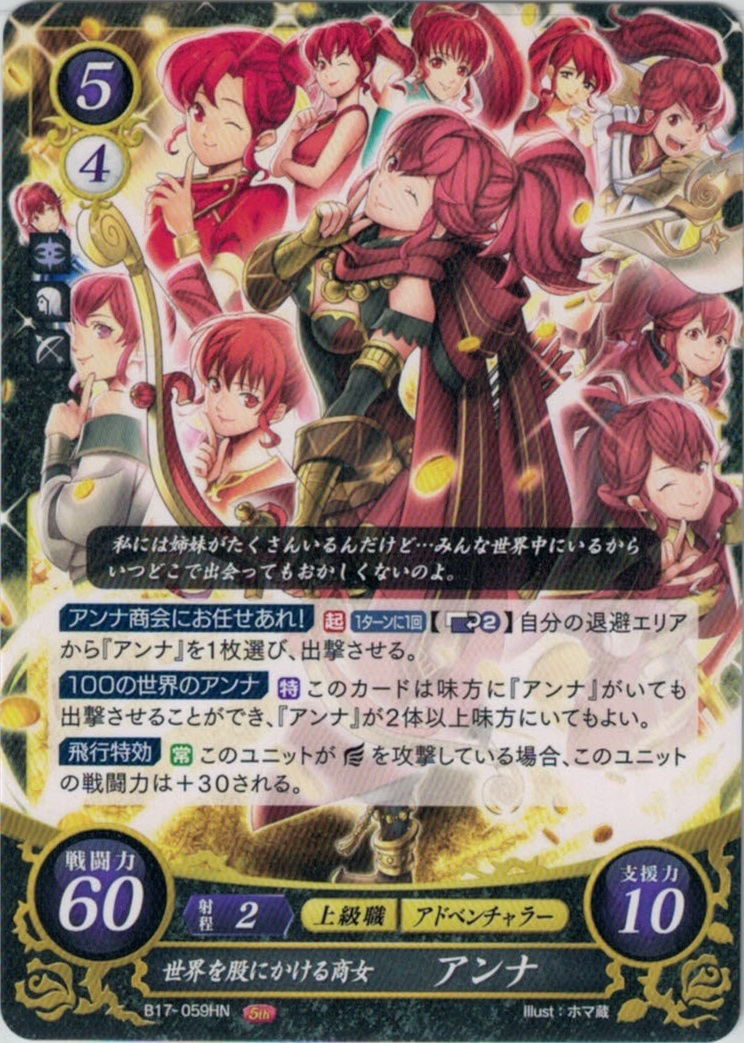 5
4
私には姉妹がたくさんいるんだけど…みんな世界中にいるから
いつどこで出会ってもおかしくないのよ。
アンナ商会にお任せあれ! 起 1ターンに1回 【 2】自分の退避エリア
から『アンナ』を1枚選び、出撃させる。
100の世界のアンナ 特 このカードは味方に『アンナ』がいても
出撃させることができ、『アンナ』が2体以上味方にいてもよい。
飛行特効 常 このユニットが を攻撃している場合、このユニット
の戦闘力は+30される。
戦闘力
60
射程 2
上級職 アドベンチャラー
支援力
10
世界を股にかける商女 アンナ
B17-059HN 5th
Illust:ホマ蔵